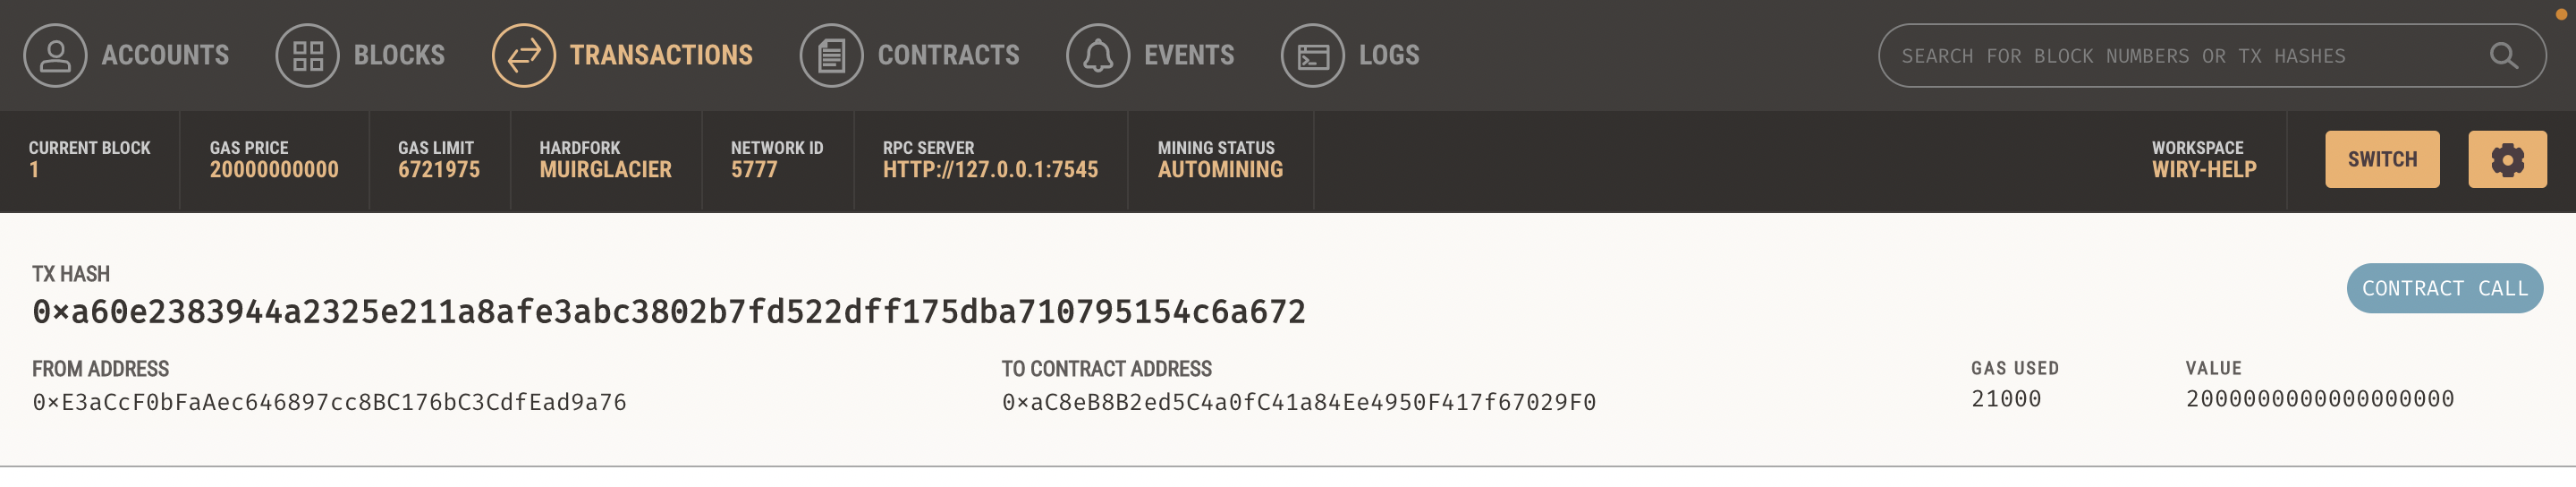 ACCOUNTS BLOCKS TRANSACTIONS CONTRACTS EVENTS LOGS SEARCH FOR BLOCK NUMBERS OR TX HASHES
CURRENT BLOCK GAS PRICE GAS LIMIT HARDFORK NETWORK ID RPC SERVER MINING STATUS WORKSPACE
1 20000000000 6721975 MUIRGLACIER 5777 HTTP://127.0.0.1:7545 AUTOMINING WIRY-HELP SWITCH
TX HASH
0×a60e2383944a2325e211a8afe3abc3802b7fd522dff175dba710795154c6a672 CONTRACT CALL
FROM ADDRESS TO CONTRACT ADDRESS GAS USED VALUE
0×E3aCcF0bFaAec646897cc8BC176bC3CdfEad9a76 0×aC8eB8B2ed5C4a0fC41a84Ee4950F417f67029F0 21000 2000000000000000000